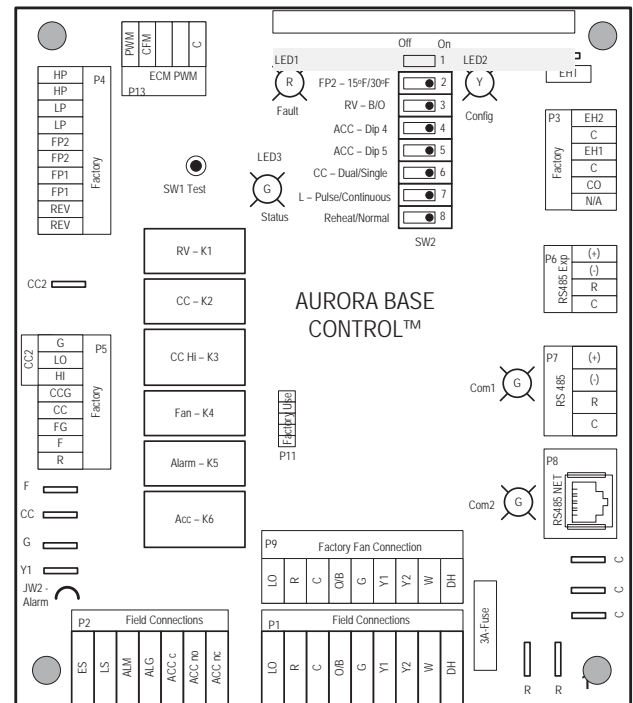 PWM
CFM
C
ECM PWM
P13
Off On
LED1
1
LED2
R
Fault
FP2 – 15ºF/30ºF
2
Y
Config
RV – B/O
3
ACC – Dip 4
4
ACC – Dip 5
5
CC – Dual/Single
6
L – Pulse/Continuous
7
Reheat/Normal
8
SW2
EH1
HP
HP
LP
LP
FP2
FP2
FP1
FP1
REV
REV
P4
Factory
SW1 Test
LED3
G
Status
P3
Factory
EH2
C
EH1
C
CO
N/A
RV – K1
CC – K2
CC Hi – K3
Fan – K4
Alarm – K5
Acc – K6
AURORA BASE
CONTROL™
P6
RS485 Exp
(+)
(-)
R
C
CC2
CC2
G
LO
HI
CCG
CC
FG
F
R
P5
Factory
Factory Use
P11
Com1
G
P7
RS 485
(+)
(-)
R
C
Com2
G
P8
RS485 NET
F
CC
G
Y1
JW2 -
Alarm
P9 Factory Fan Connection
LO R C O/B G Y1 Y2 W DH
P2 Field Connections
ES LS ALM ALG ACC c ACC no ACC nc
P1 Field Connections
LO R C O/B G Y1 Y2 W DH
3A-Fuse
C
C
C
R R